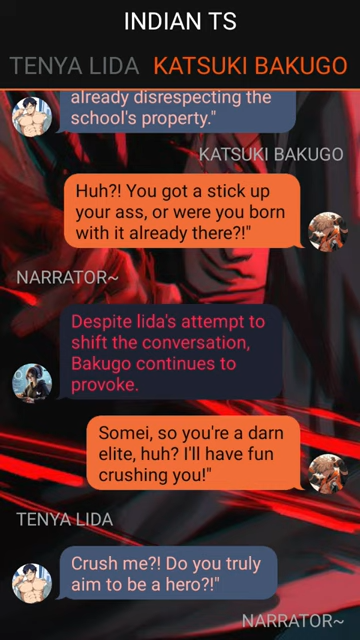 INDIAN TS
TENYA LIDA KATSUKI BAKUGO
already disrespecting the
school's property."
KATSUKI BAKUGO
Huh?! You got a stick up
your ass, or were you born
with it already there?!"
NARRATOR~
Despite lida's attempt to
shift the conversation,
Bakugo continues to
provoke.
Somei, so you're a darn
elite, huh? I'll have fun
crushing you!"
TENYA LIDA
Crush me?! Do you truly
aim to be a hero?!"
NARRATOR~